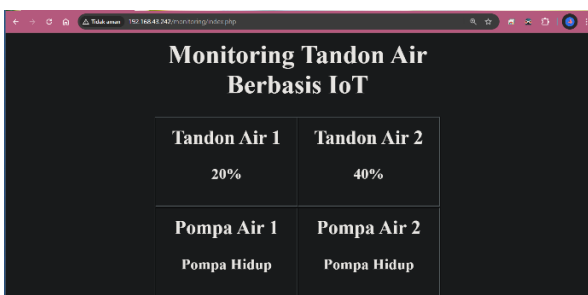 Tidak aman 192.168.43.242/monitoring/index.php
Monitoring Tandon Air
Berbasis IoT
Tandon Air 1 Tandon Air 2
20% 40%
Pompa Air 1 Pompa Air 2
Pompa Hidup Pompa Hidup